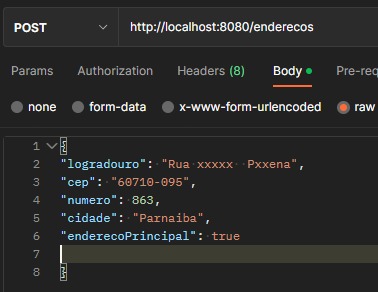 POST http://localhost:8080/enderecos
Params Authorization Headers (8) Body Pre-req
none form-data x-www-form-urlencoded raw
1 {
2 "logradouro": "Rua xxxxx  Pxxena",
3 "cep": "60710-095",
4 "numero": 863,
5 "cidade": "Parnaiba",
6 "enderecoPrincipal": true
7
8 }